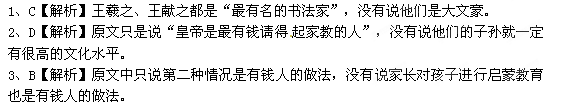 1、C【解析】王羲之、王献之都是“最有名的书法家”，没有说他们是大文豪。
2、D【解析】原文只是说“皇帝是最有钱请得起家教的人”，没有说他们的子孙就一定
有很高的文化水平。
3、B【解析】原文中只说第二种情况是有钱人的做法，没有说家长对孩子进行启蒙教育
也是有钱人的做法。